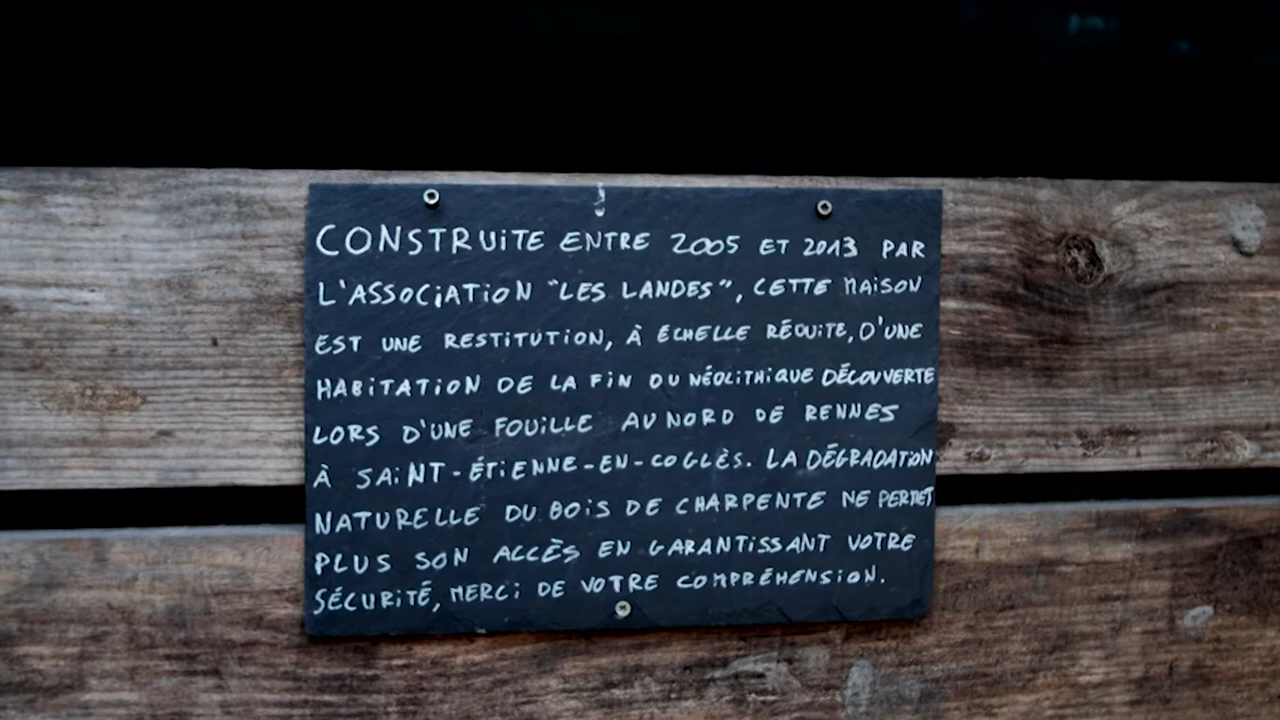 CONSTRUITE ENTRE 2005 ET 2013 PAR
L'ASSOCIATION "LES LANDES", CETTE MAISON
EST UNE RESTITUTION, À ECHELLE RÉDUITE, D'UNE
HABITATION DE LA FIN DU NÉOLITHIQUE DÉCOUVERTE
LORS D'UNE FOUILLE AU NORD DE RENNES
À SAINT-ÉTIENNE-EN-COGLÈS. LA DÉGRADATION
NATURELLE DU BOIS DE CHARPENTE NE PERMET
PLUS SON ACCÈS EN GARANTISSANT VOTRE
SÉCURITÉ, MERCI DE VOTRE COMPRÉHENSION.